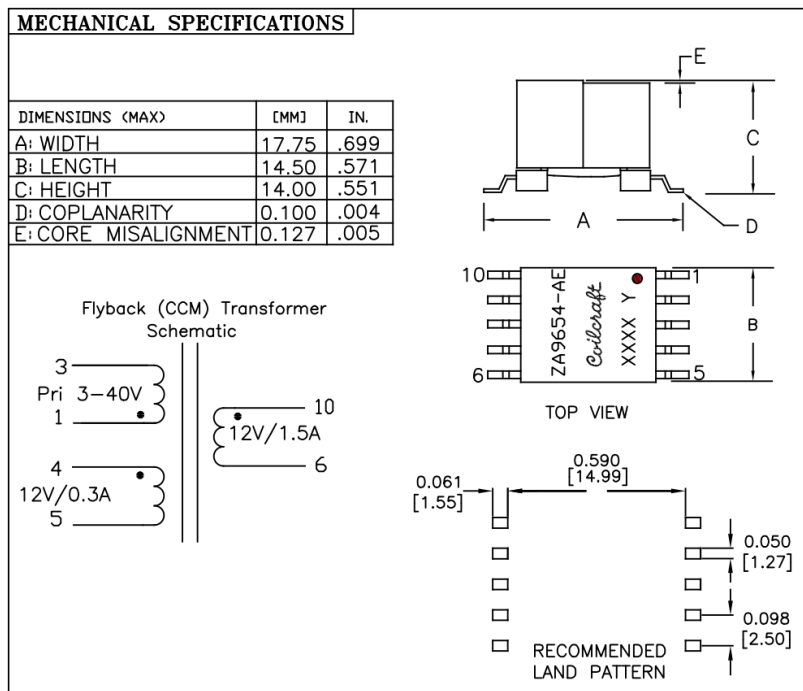 MECHANICAL SPECIFICATIONS
DIMENSIONS (MAX) [MM] IN.
A: WIDTH 17.75 .699
B: LENGTH 14.50 .571
C: HEIGHT 14.00 .551
D: COPLANARITY 0.100 .004
E: CORE MISALIGNMENT 0.127 .005
E
C
A
D
Flyback (CCM) Transformer
Schematic
3
Pri 3-40V
1
4
12V/0.3A
5
10
12V/1.5A
6
10
1
6
5
ZA9654-AE
Coilcraft
XXXX Y
B
TOP VIEW
0.061
[1.55]
0.590
[14.99]
0.050
[1.27]
0.098
[2.50]
RECOMMENDED
LAND PATTERN